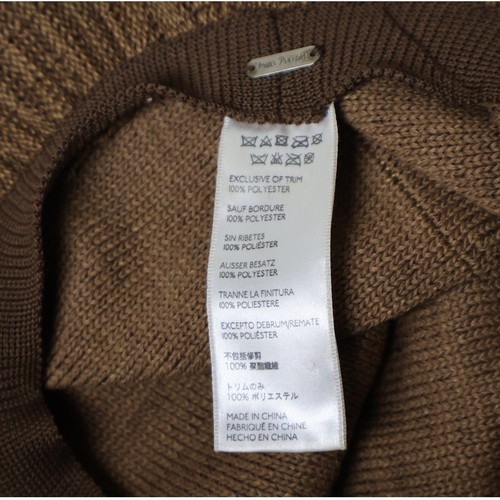 EXCLUSIVE OF TRIM
100% POLYESTER
SAUF BORDURE
100% POLYESTER
SIN RIBETES
100% POLIÉSTER
AUSSER BESATZ
100% POLYESTER
TRANNE LA FINITURA
100% POLIESTERE
EXCEPTO DEBRUM/REMATE
100% POLIÉSTER
不包括修剪
100% 聚酯纖維
トリムのみ
100% ポリエステル
MADE IN CHINA
FABRIQUÉ EN CHINE
HECHO EN CHINA